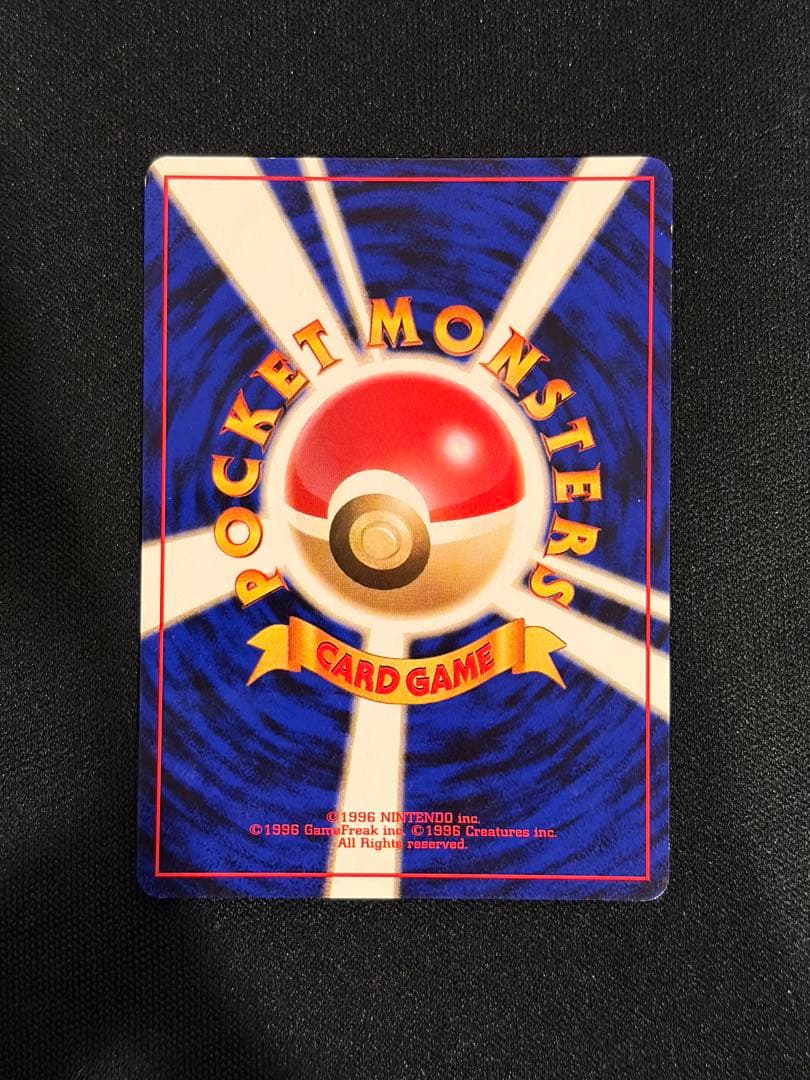 POCKET MONSTERS
CARD GAME
©1996 NINTENDO inc.
©1996 GameFreak inc. ©1996 Creatures inc.
All Rights reserved.